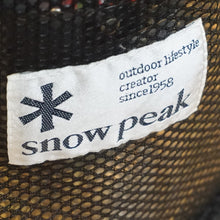 outdoor lifestyle
creator
since1958
snow peak